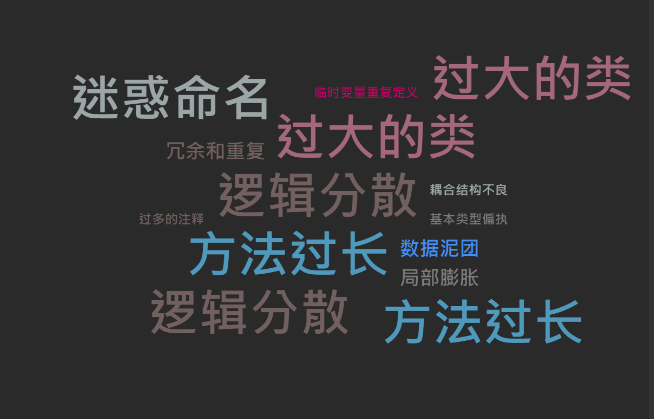 过大的类
迷惑命名
临时变量重复定义
过大的类
冗余和重复
逻辑分散
耦合结构不良
过多的注释
基本类型偏执
方法过长
数据泥团
局部膨胀
逻辑分散
方法过长